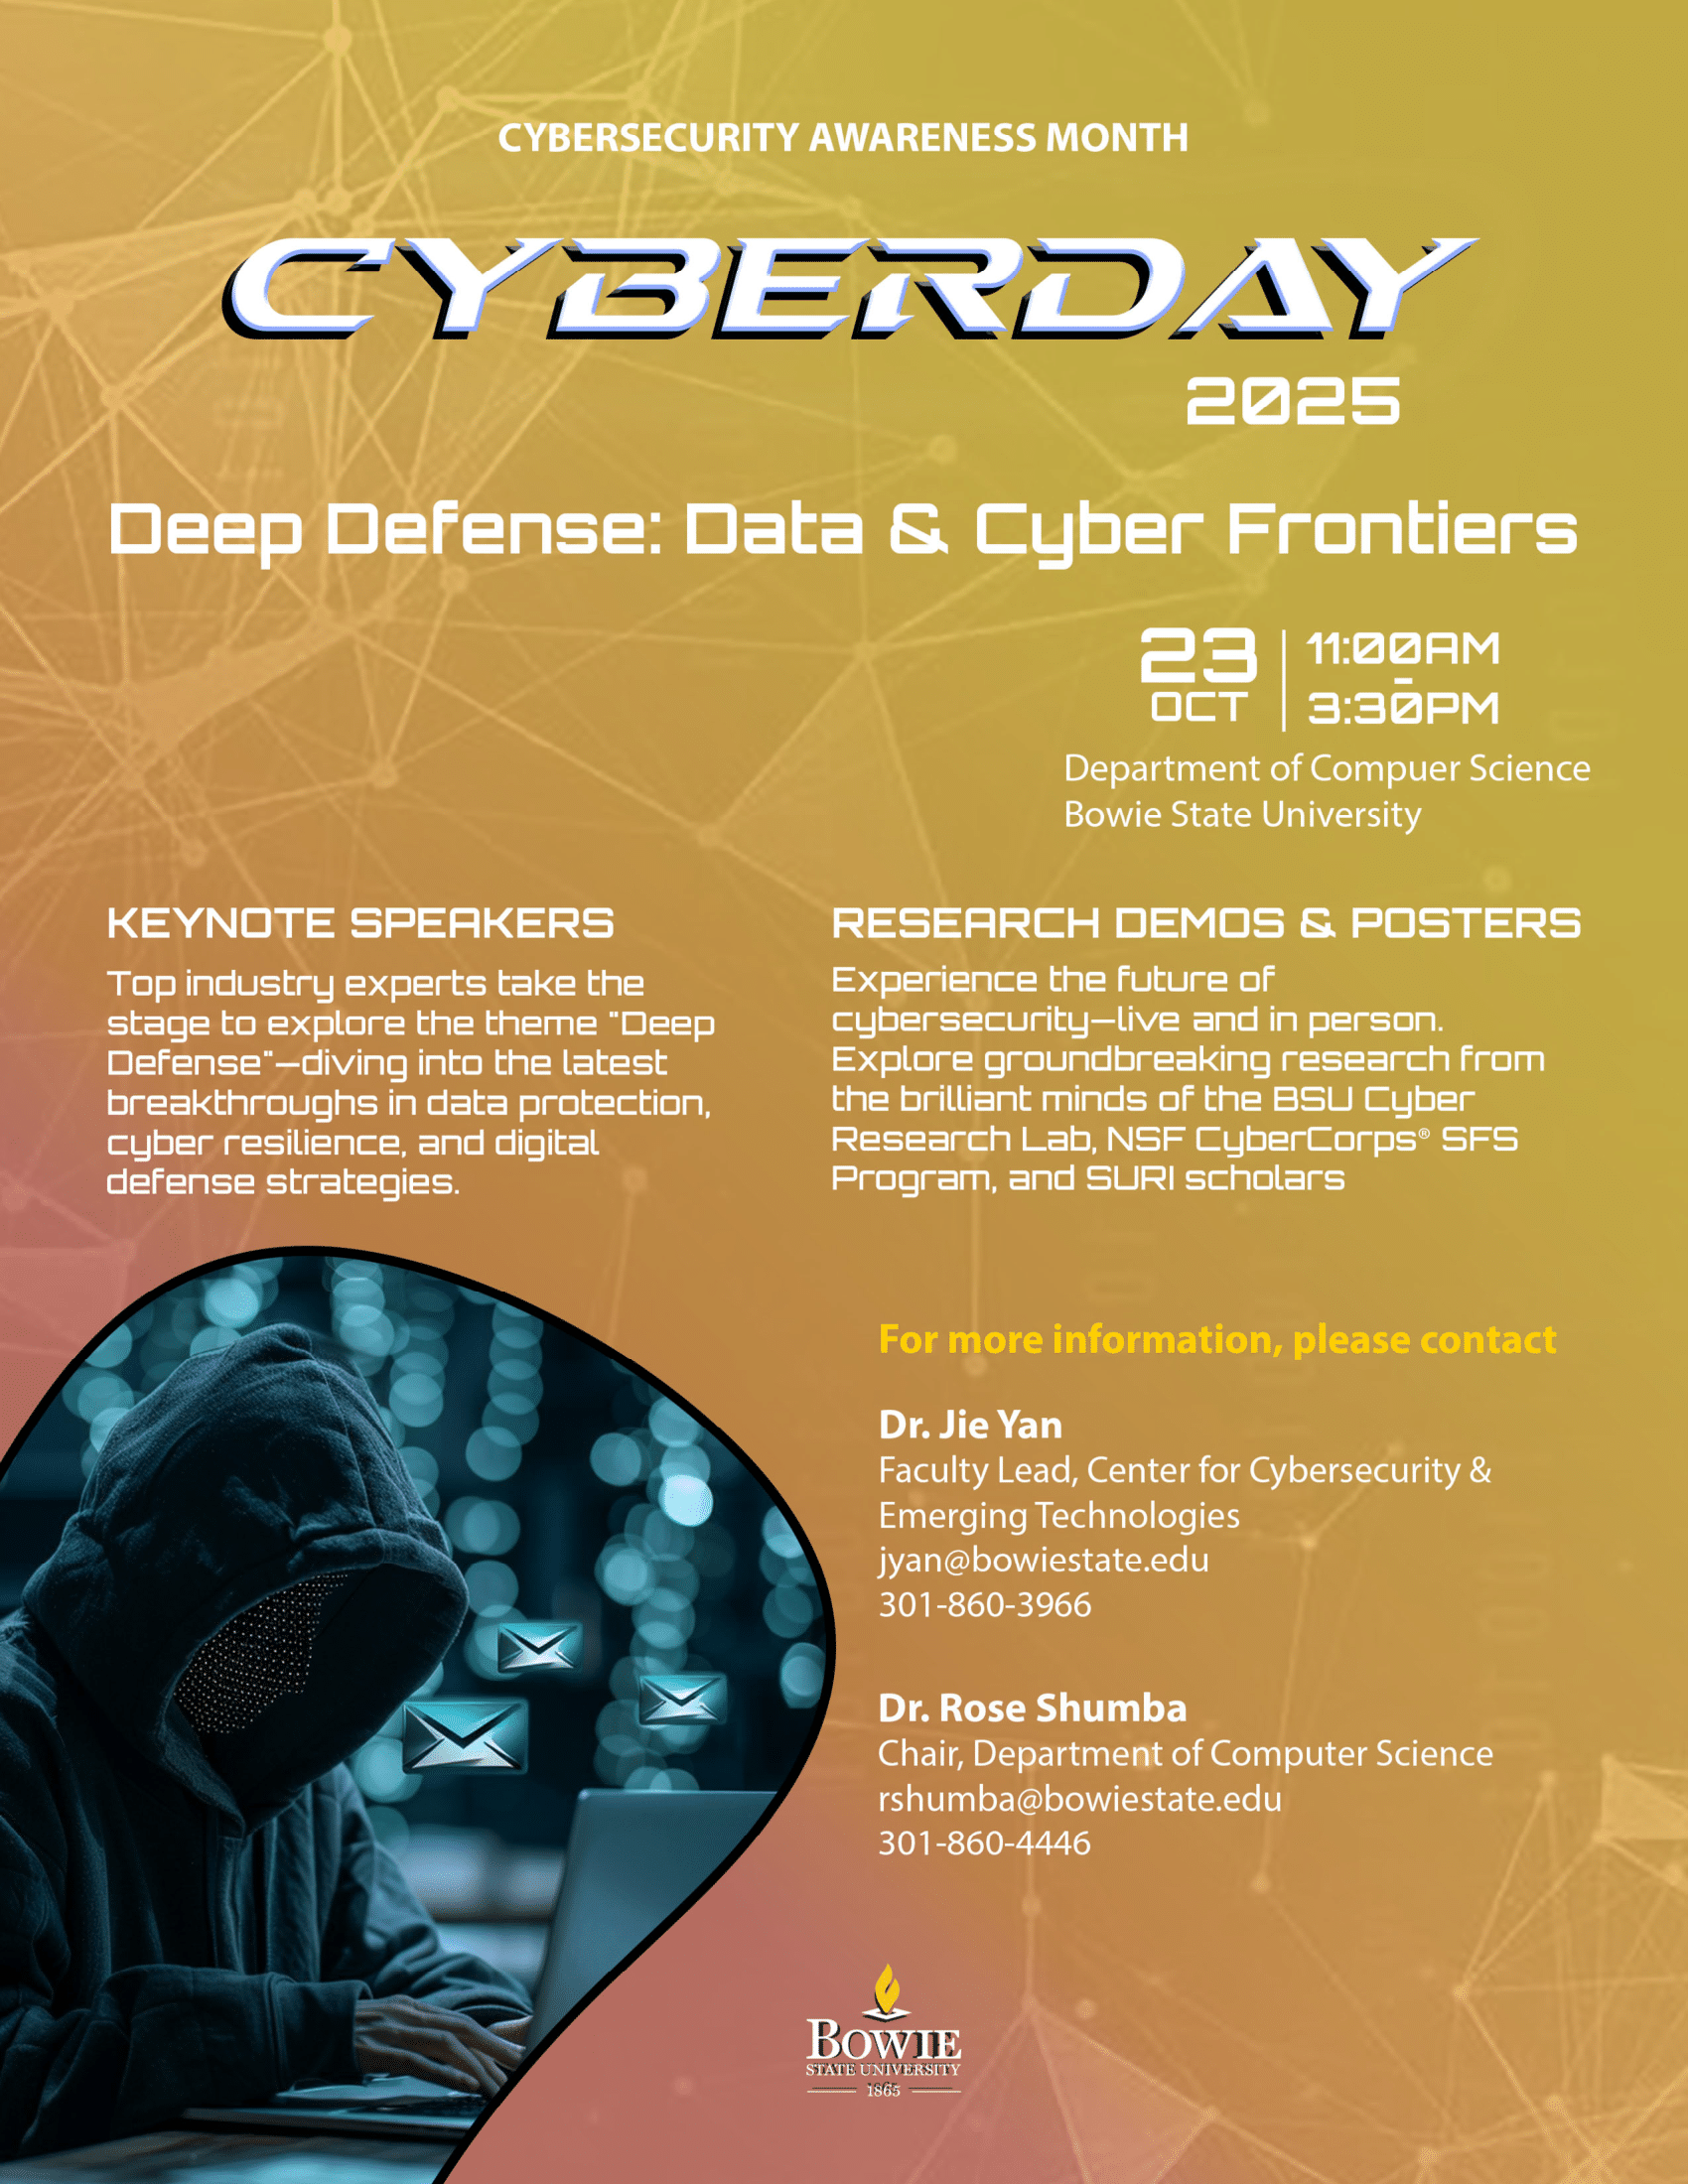 CYBERSECURITY AWARENESS MONTH
CYBERDAY
2025
Deep Defense: Data & Cyber Frontiers
23
OCT
11:00AM
-
3:30PM
Department of Compuer Science
Bowie State University
KEYNOTE SPEAKERS
Top industry experts take the
stage to explore the theme "Deep
Defense"—diving into the latest
breakthroughs in data protection,
cyber resilience, and digital
defense strategies.
RESEARCH DEMOS & POSTERS
Experience the future of
cybersecurity—live and in person.
Explore groundbreaking research from
the brilliant minds of the BSU Cyber
Research Lab, NSF CyberCorps® SFS
Program, and SURI scholars
For more information, please contact
Dr. Jie Yan
Faculty Lead, Center for Cybersecurity &
Emerging Technologies
jyan@bowiestate.edu
301-860-3966
Dr. Rose Shumba
Chair, Department of Computer Science
rshumba@bowiestate.edu
301-860-4446
BOWIE
STATE UNIVERSITY
1865